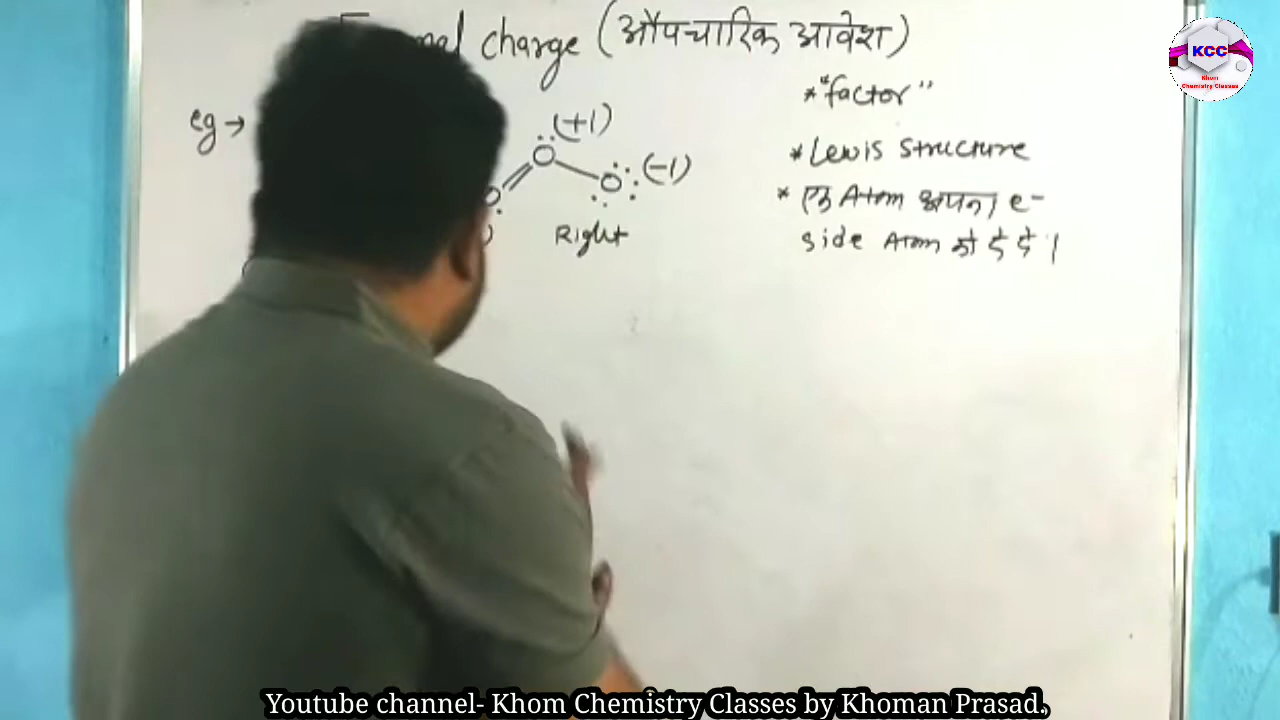 charge (औपचारिक आवेश)
eg →
(+1)
O
O (-1)
O
Right
* "factor"
* Lewis structure
* एक Atom अपना e-
side Atom को दे दे।
KCC
Khom
Chemistry Classes
Youtube channel- Khom Chemistry Classes by Khoman Prasad.